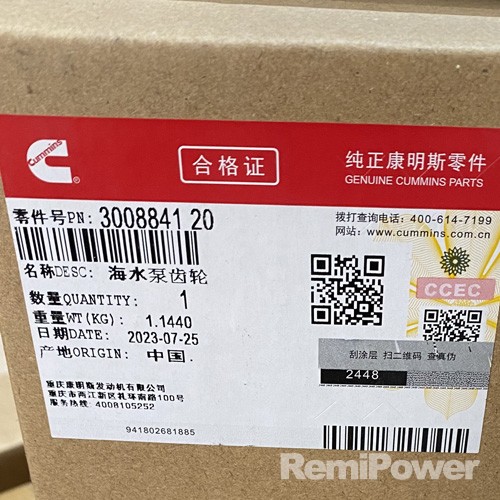 Cummins
合格证
纯正康明斯零件
GENUINE CUMMINS PARTS
零件号PN: 3008841 20
拨打查询电话: 400-614-7199
网站: www.cummins.com.cn
名称DESC: 海水泵齿轮
CCEC
数量QUANTITY: 1
重量WT(KG): 1.1440
日期DATE: 2023-07-25
产地ORIGIN: 中国.
刮涂层 扫二维码 查真伪
2448
重庆康明斯发动机有限公司
重庆市两江新区礼环南路100号
服务热线: 4008105252
941802681885
RemiPower